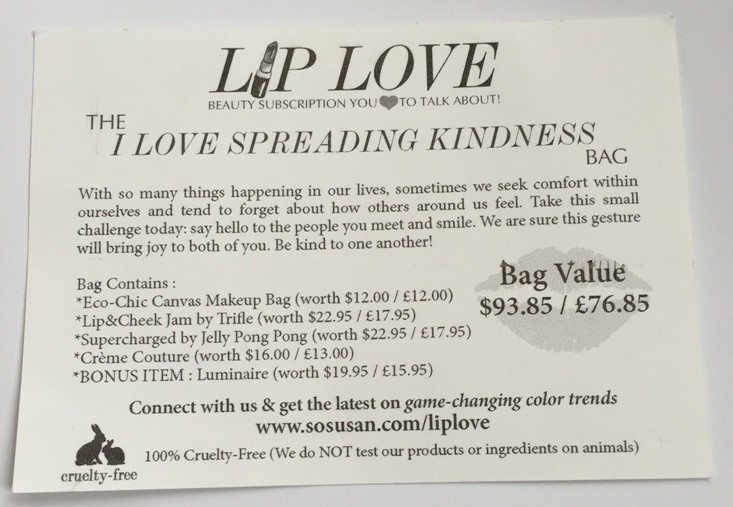 LIP LOVE
BEAUTY SUBSCRIPTION YOU TO TALK ABOUT!
THE
I LOVE SPREADING KINDNESS
BAG
With so many things happening in our lives, sometimes we seek comfort within
ourselves and tend to forget about how others around us feel. Take this small
challenge today: say hello to the people you meet and smile. We are sure this gesture
will bring joy to both of you. Be kind to one another!
Bag Contains :
*Eco-Chic Canvas Makeup Bag (worth $12.00 / £12.00)
*Lip&Cheek Jam by Trifle (worth $22.95 / £17.95)
*Supercharged by Jelly Pong Pong (worth $22.95 / £17.95)
*Crème Couture (worth $16.00 / £13.00)
*BONUS ITEM : Luminaire (worth $19.95 / £15.95)
Bag Value
$93.85 / £76.85
Connect with us & get the latest on game-changing color trends
www.sosusan.com/liplove
100% Cruelty-Free (We do NOT test our products or ingredients on animals)
cruelty-free